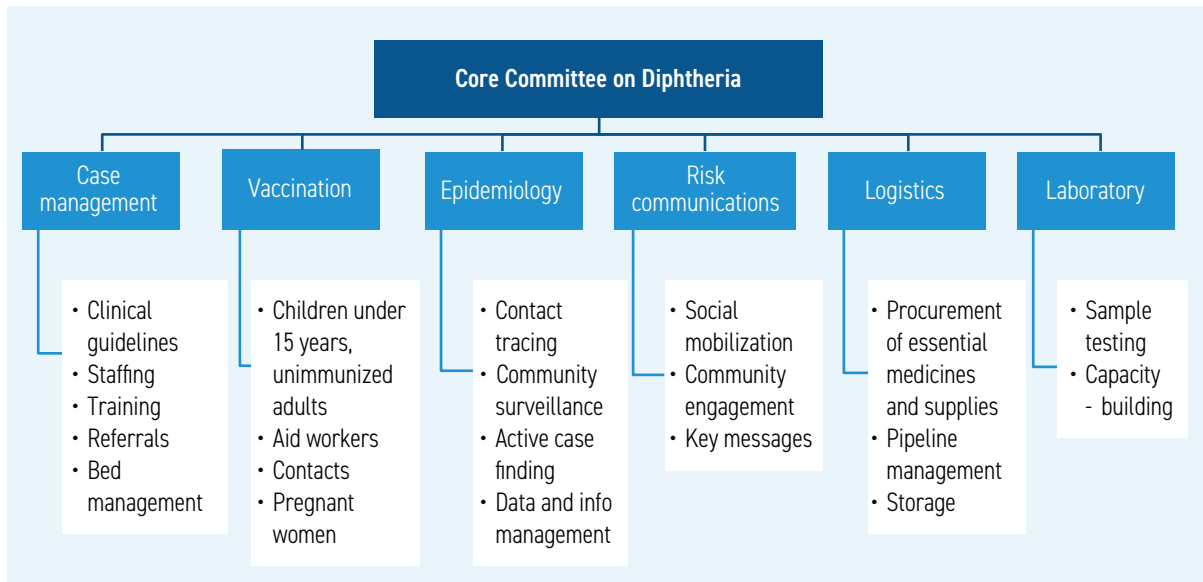 Core Committee on Diphtheria
Case
management
Vaccination
Epidemiology
Risk
communications
Logistics
Laboratory
• Clinical
guidelines
• Staffing
• Training
• Referrals
• Bed
management
• Children under
15 years,
unimmunized
adults
• Aid workers
• Contacts
• Pregnant
women
• Contact
tracing
• Community
surveillance
• Active case
finding
• Data and info
management
• Social
mobilization
• Community
engagement
• Key messages
• Procurement
of essential
medicines
and supplies
• Pipeline
management
• Storage
• Sample
testing
• Capacity
- building